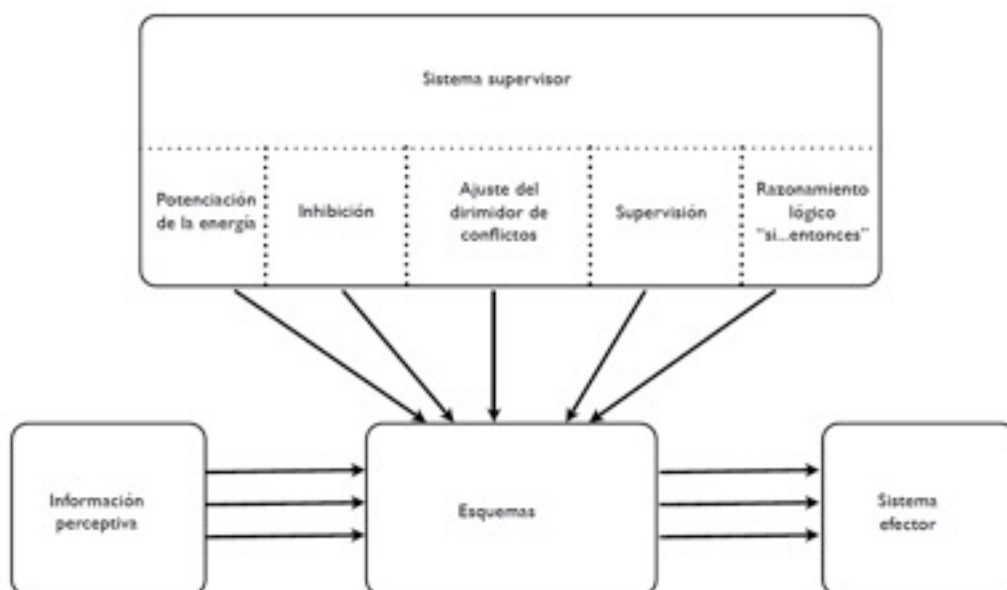 Sistema supervisor
Potenciación
de la energía
Inhibición
Ajuste del
dirimidor de
conflictos
Supervisión
Razonamiento
lógico
"si...entonces"
Información
perceptiva
Esquemas
Sistema
efector